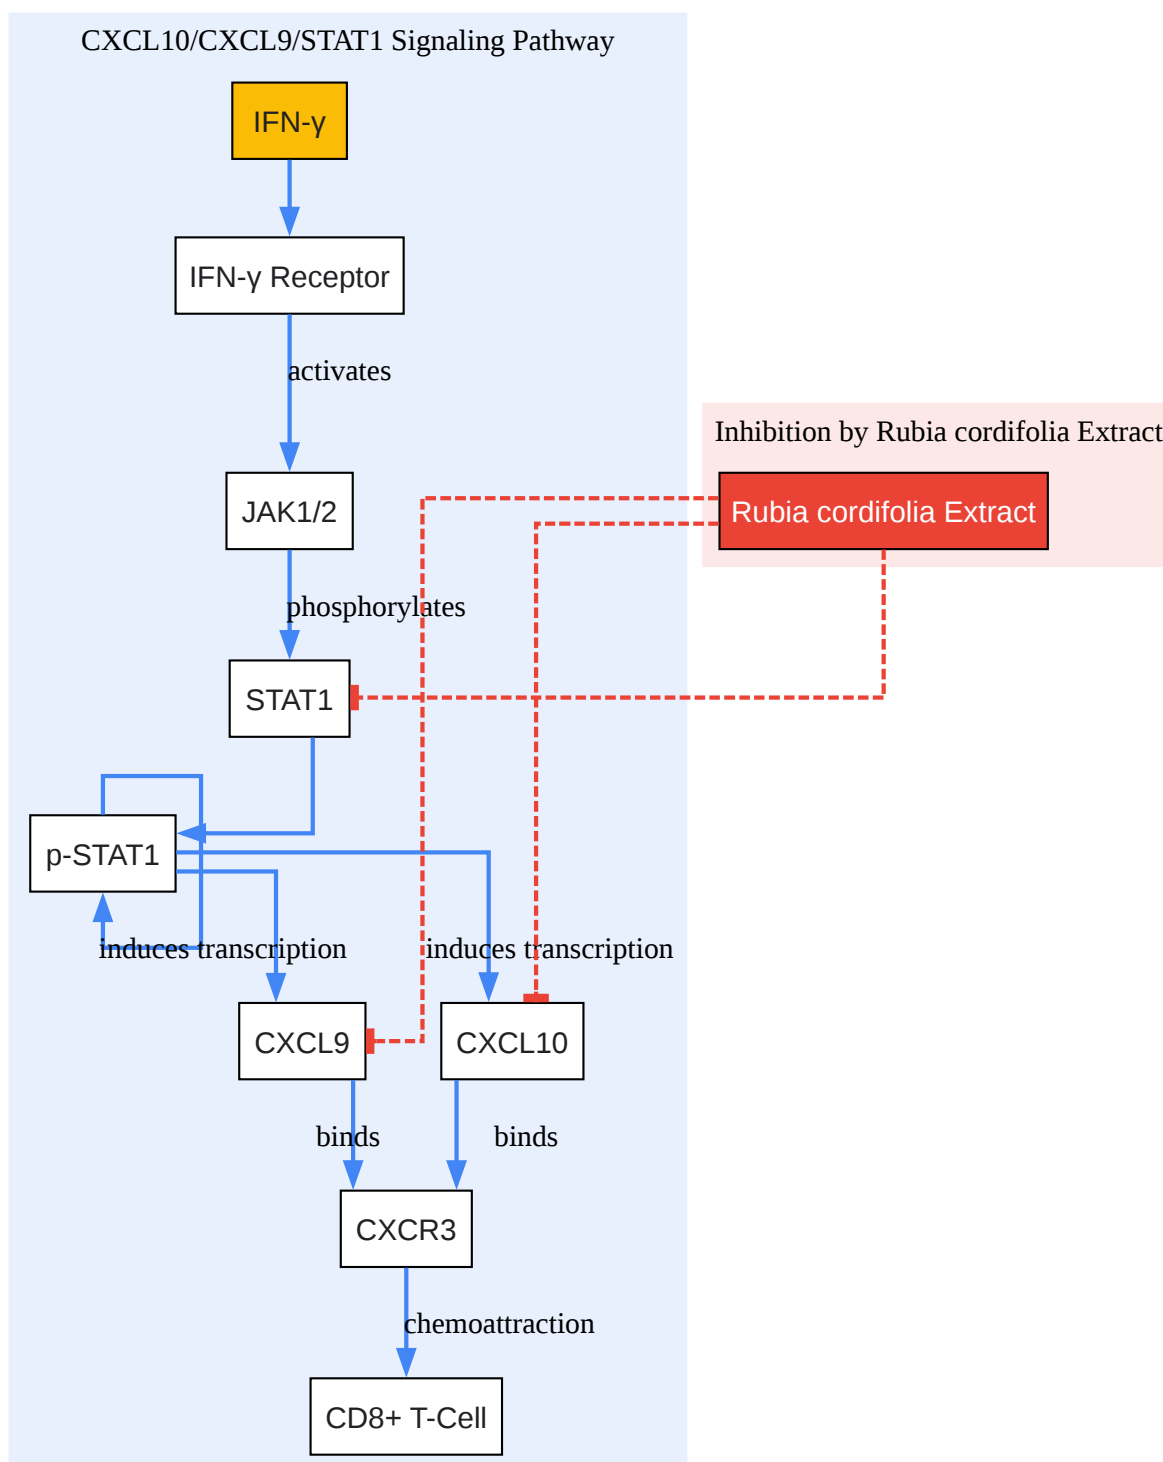 CXCL10/CXCL9/STAT1 Signaling Pathway
IFN-γ
IFN-γ Receptor
activates
Inhibition by Rubia cordifolia Extract
JAK1/2
Rubia cordifolia Extract
phosphorylates
STAT1
p-STAT1
induces transcription
induces transcription
CXCL9
CXCL10
binds
binds
CXCR3
chemoattraction
CD8+ T-Cell